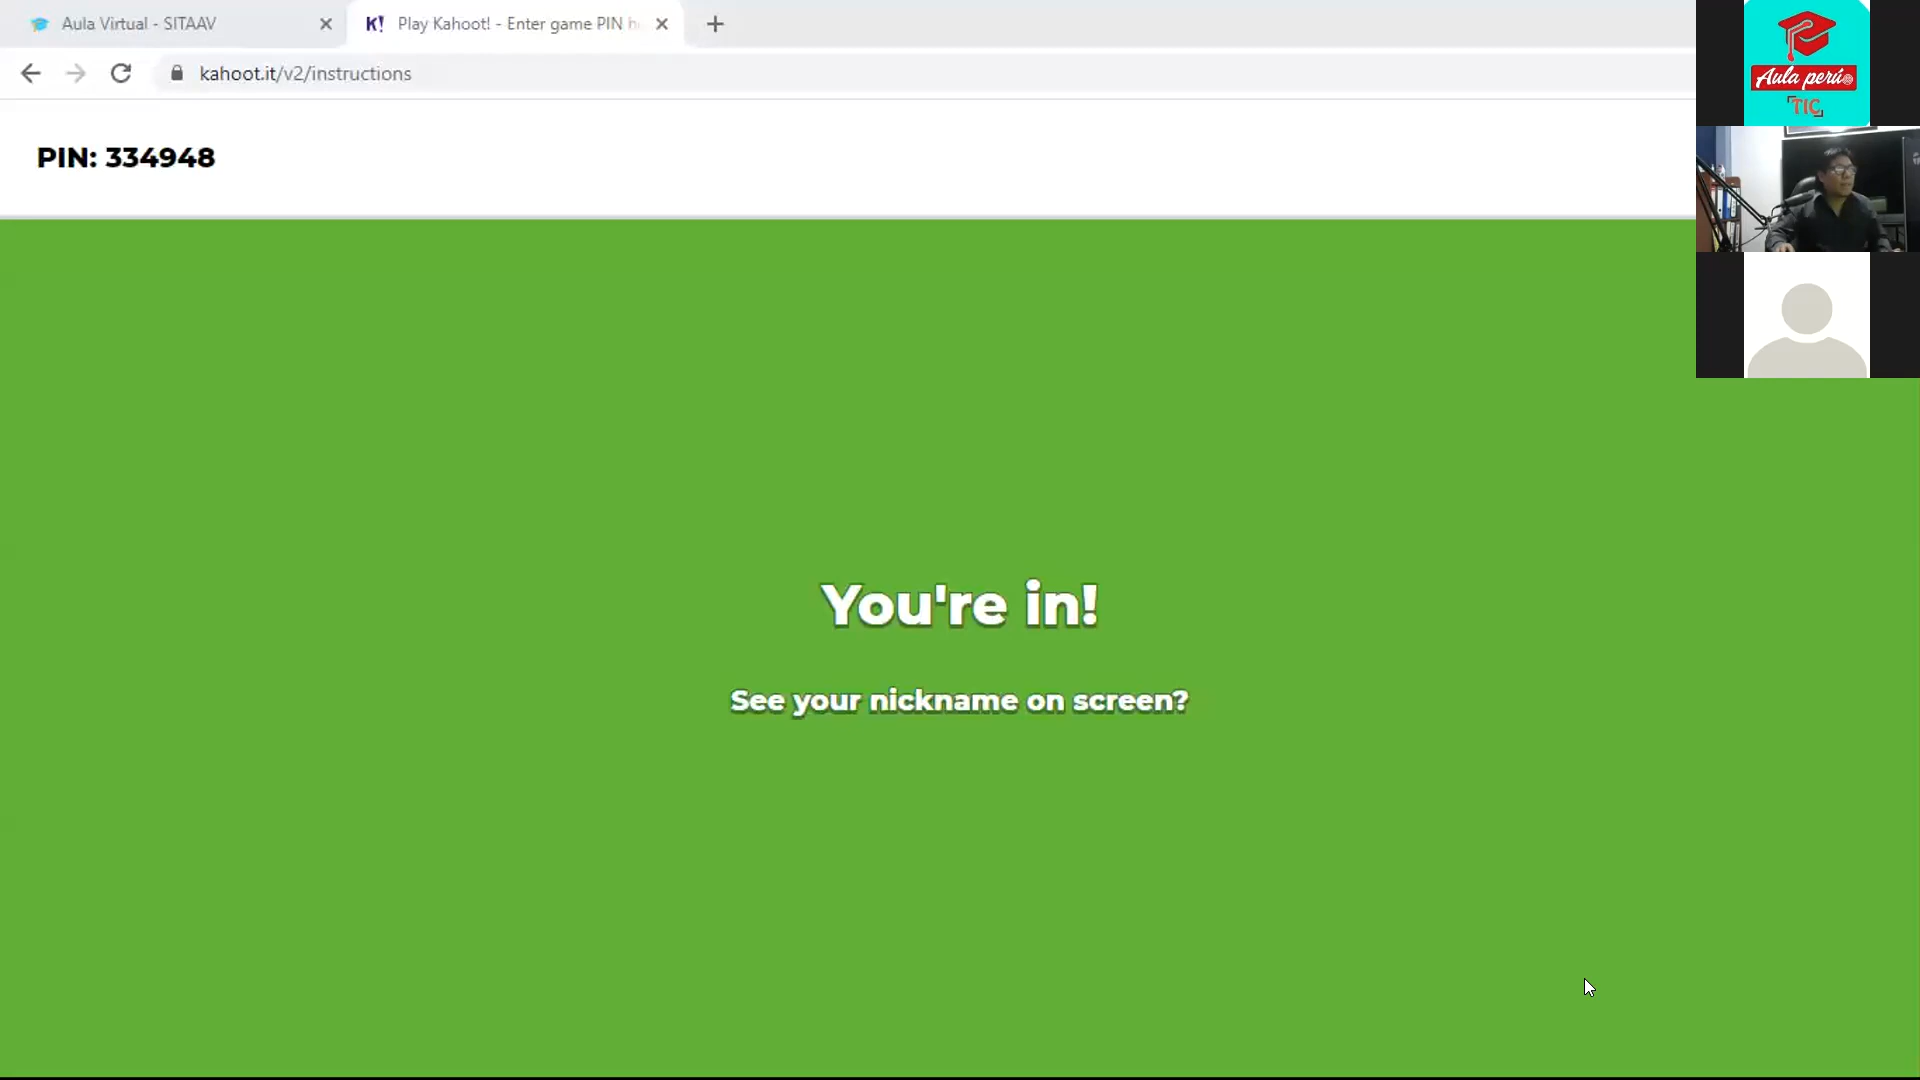 Aula Virtual - SITAAV
K! Play Kahoot! - Enter game PIN h
kahoot.it/v2/instructions
PIN: 334948
Aula perú
TIC
You're in!
See your nickname on screen?